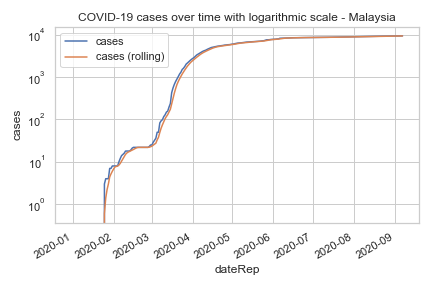 COVID-19 cases over time with logarithmic scale - Malaysia
cases
cases (rolling)
10⁴
10³
10²
10¹
10⁰
cases
2020-01
2020-02
2020-03
2020-04
2020-05
2020-06
2020-07
2020-08
2020-09
dateRep